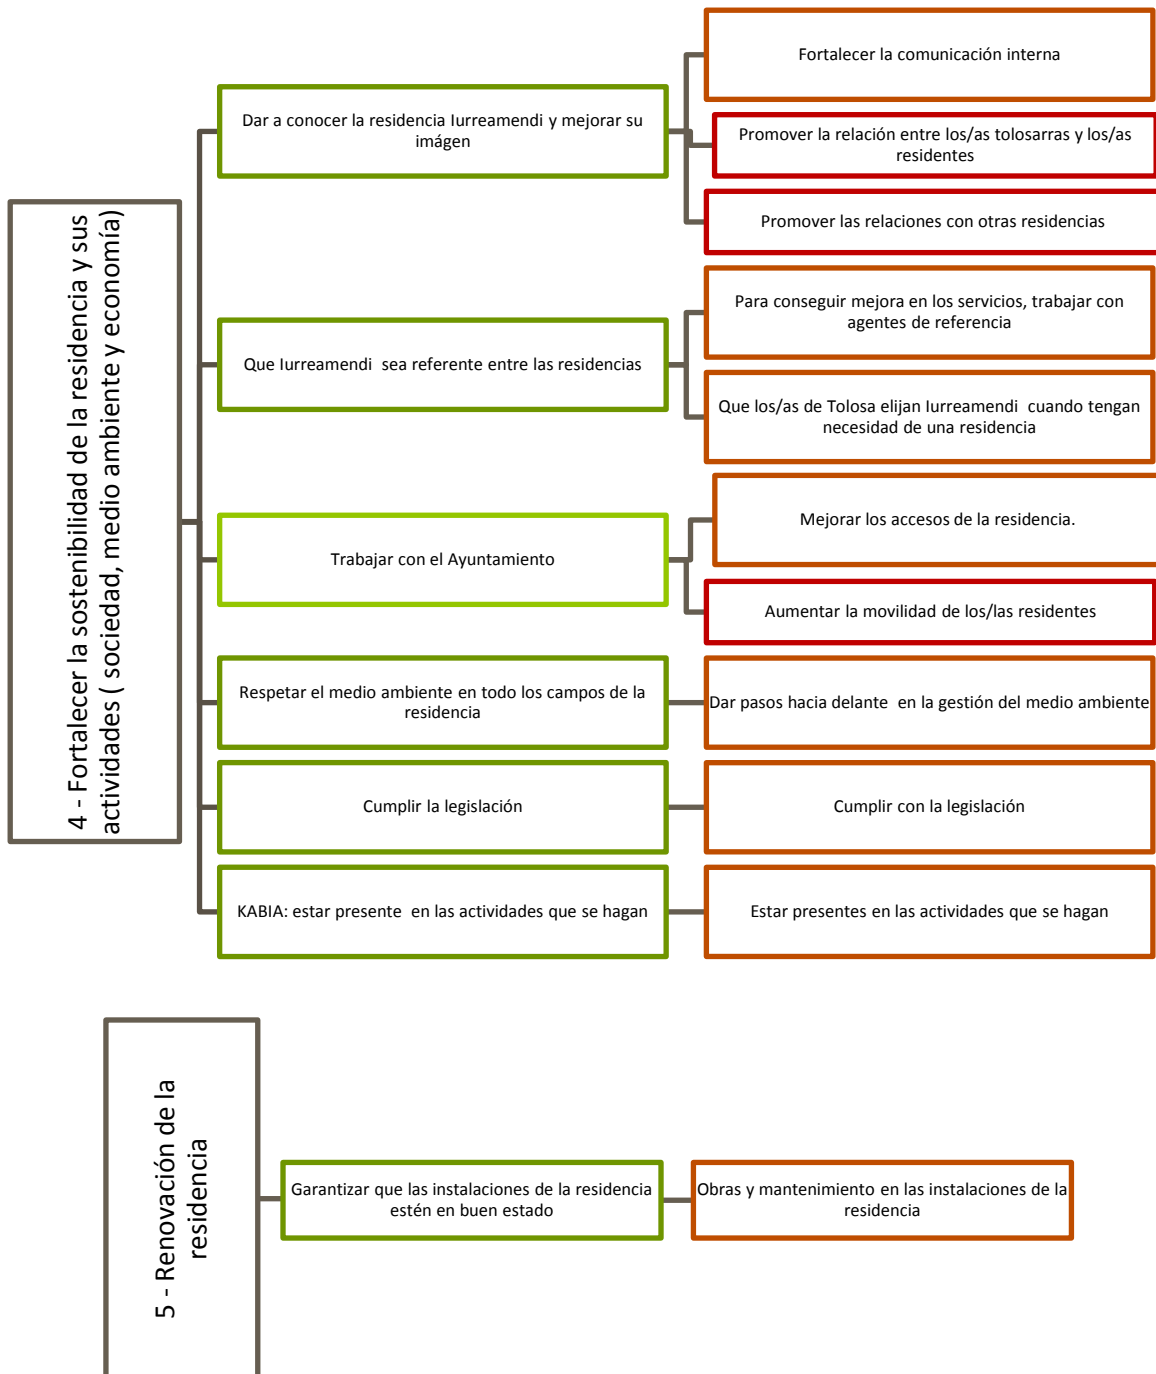 4 - Fortalecer la sostenibilidad de la residencia y sus
actividades ( sociedad, medio ambiente y economía)
Dar a conocer la residencia Iurreamendi y mejorar su
imágen
Fortalecer la comunicación interna
Promover la relación entre los/as tolosarras y los/as
residentes
Promover las relaciones con otras residencias
Que Iurreamendi  sea referente entre las residencias
Para conseguir mejora en los servicios, trabajar con
agentes de referencia
Que los/as de Tolosa elijan Iurreamendi  cuando tengan
necesidad de una residencia
Trabajar con el Ayuntamiento
Mejorar los accesos de la residencia.
Aumentar la movilidad de los/las residentes
Respetar el medio ambiente en todo los campos de la
residencia
Dar pasos hacia delante  en la gestión del medio ambiente
Cumplir la legislación
Cumplir con la legislación
KABIA: estar presente  en las actividades que se hagan
Estar presentes en las actividades que se hagan
5 - Renovación de la
residencia
Garantizar que las instalaciones de la residencia
estén en buen estado
Obras y mantenimiento en las instalaciones de la
residencia